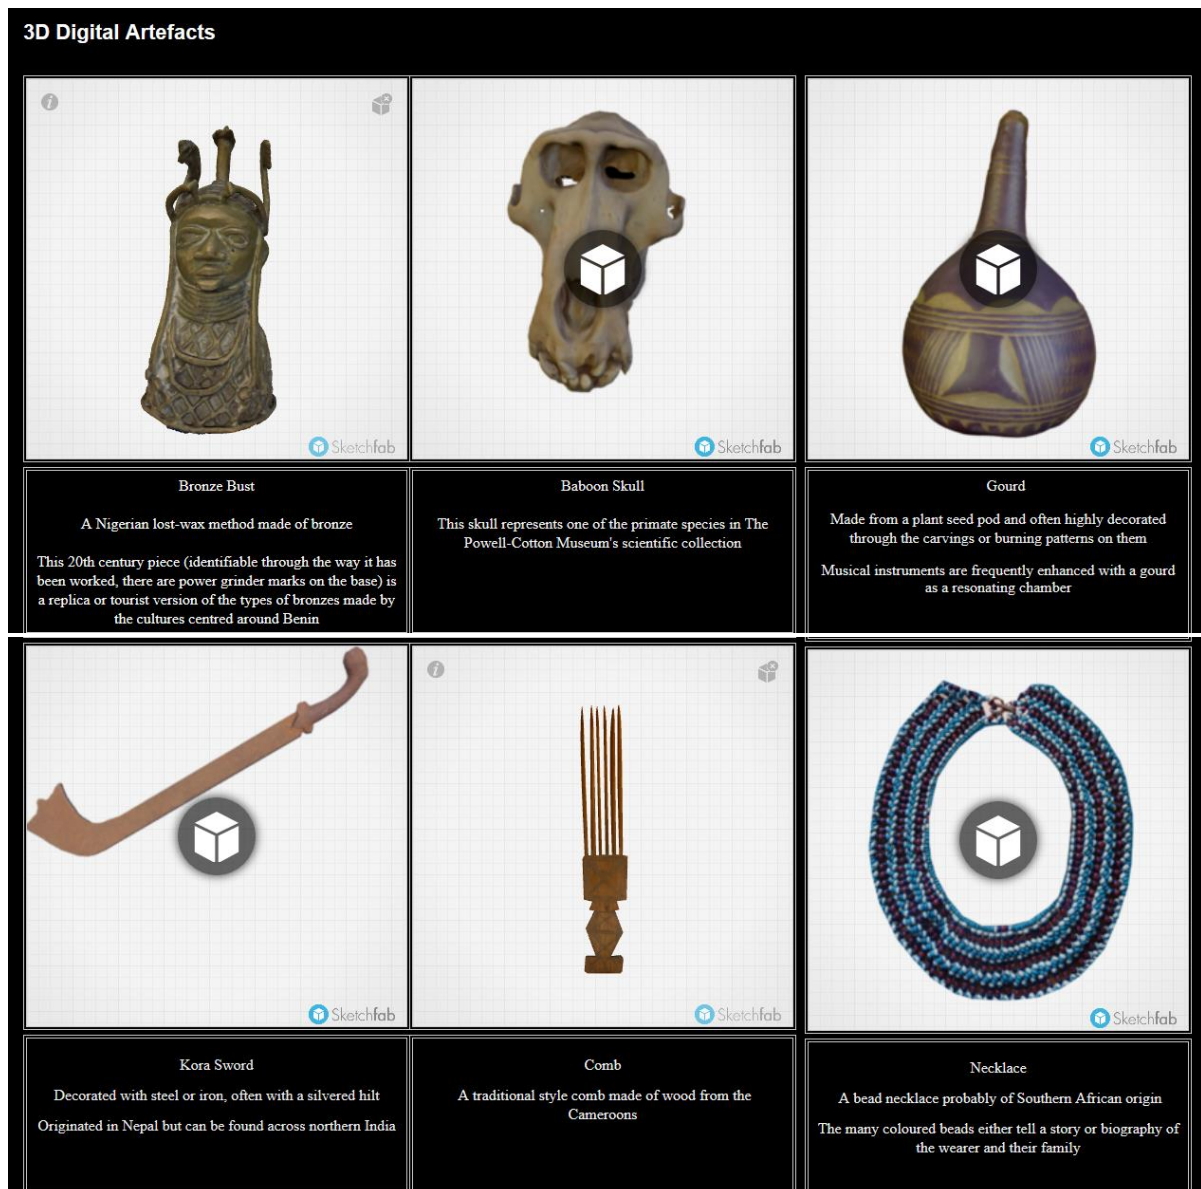 3D Digital Artefacts
Sketchfab
Sketchfab
Sketchfab
Bronze Bust
A Nigerian lost-wax method made of bronze
This 20th century piece (identifiable through the way it has
been worked, there are power grinder marks on the base) is
a replica or tourist version of the types of bronzes made by
the cultures centred around Benin
Baboon Skull
This skull represents one of the primate species in The
Powell-Cotton Museum's scientific collection
Gourd
Made from a plant seed pod and often highly decorated
through the carvings or burning patterns on them
Musical instruments are frequently enhanced with a gourd
as a resonating chamber
Sketchfab
Sketchfab
Sketchfab
Kora Sword
Decorated with steel or iron, often with a silvered hilt
Originated in Nepal but can be found across northern India
Comb
A traditional style comb made of wood from the
Cameroons
Necklace
A bead necklace probably of Southern African origin
The many coloured beads either tell a story or biography of
the wearer and their family